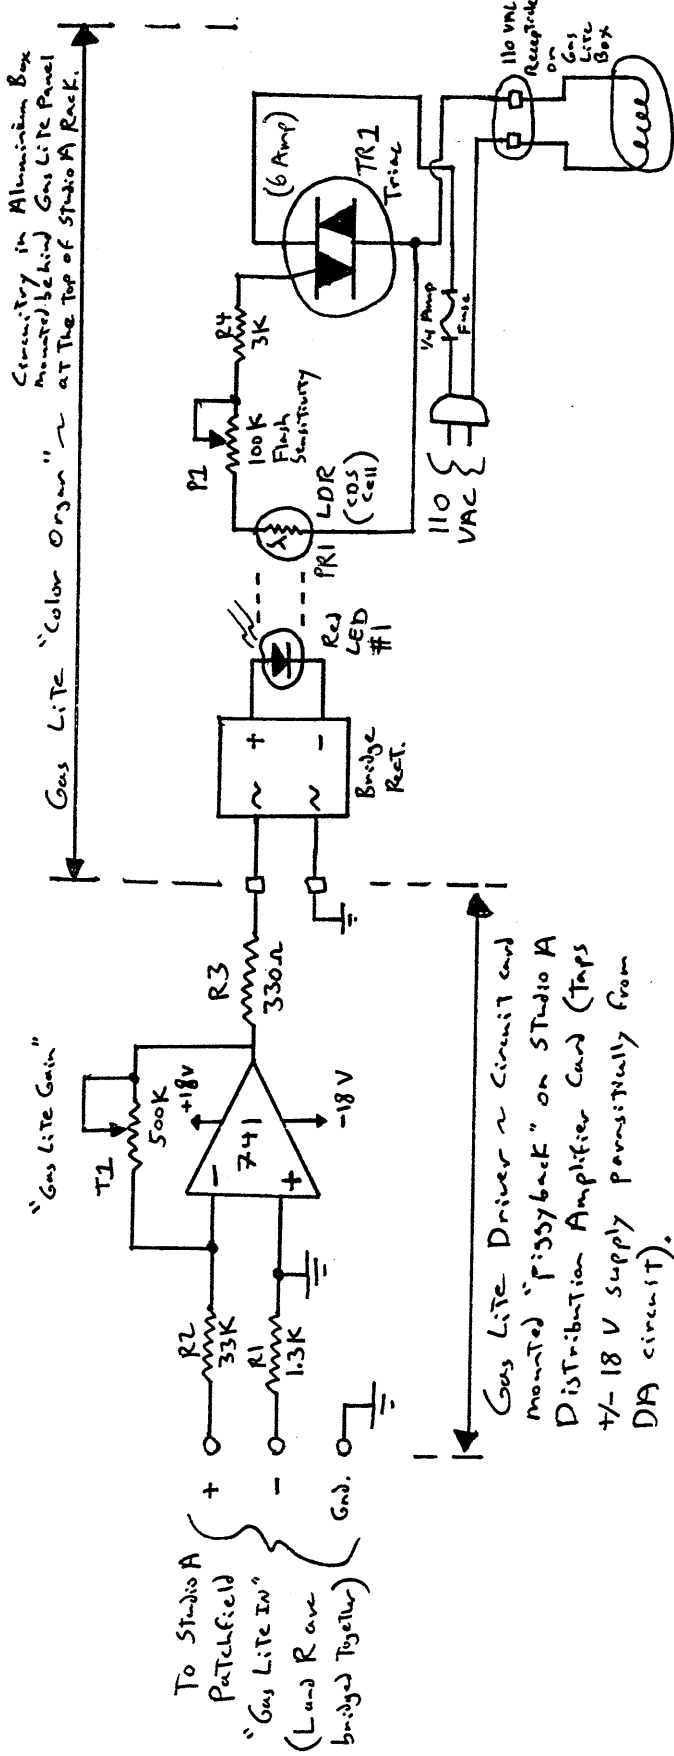 Circuitry in Aluminium Box
Mounted behind Gas Lite Panel
at The Top of Studio A Rack.
Gas Lite "Color Organ" ~
To Studio A
Patchfield
"Gas Lite IN"
(L and R are
bridged Together)
+
-
Gnd.
R2
33K
R1
1.3K
"Gas Lite Gain"
T1
500K
+18V
-
741
+
-18V
R3
330Ω
~
~
+
-
Bridge
Rect.
Red
LED
#1
PR1
LDR
(CDS
Cell)
P1
100K
Flash
Sensitivity
R4
3K
(6 Amp)
TR1
Triac
110
VAC
1/4 Amp
Fuse
110 VAC
Receptacle
on
Gas Lite
Box
Gas Lite Driver ~ Circuit card
mounted "Piggyback" on Studio A
Distribution Amplifier Card (Taps
+/- 18 V supply parasitically from
DA circuit).